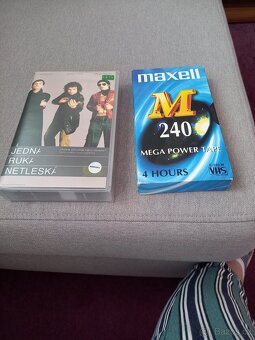 JEDNA
RUKA
NETLESKÁ
maxell
M
240
MEGA POWER TAPE
4 HOURS
VHS